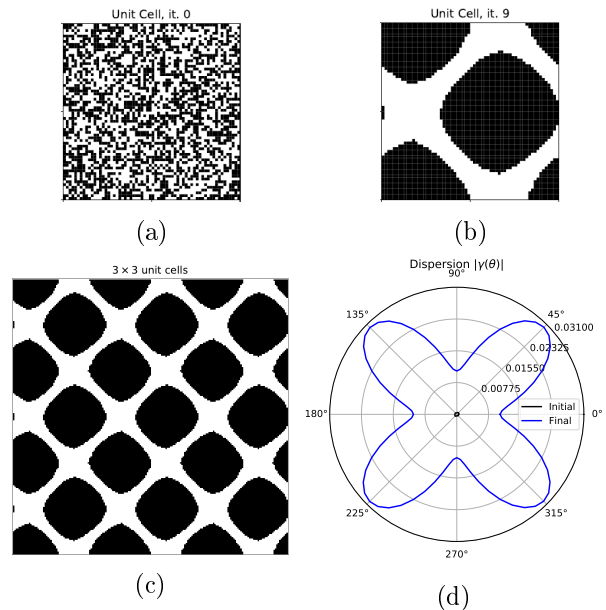 Unit Cell, it. 0
Unit Cell, it. 9
(a)
(b)
3 × 3 unit cells
Dispersion |γ(θ)|
90°
135°
45°
0.03100
0.02325
0.01550
0.00775
180°
0°
Initial
Final
225°
315°
270°
(c)
(d)